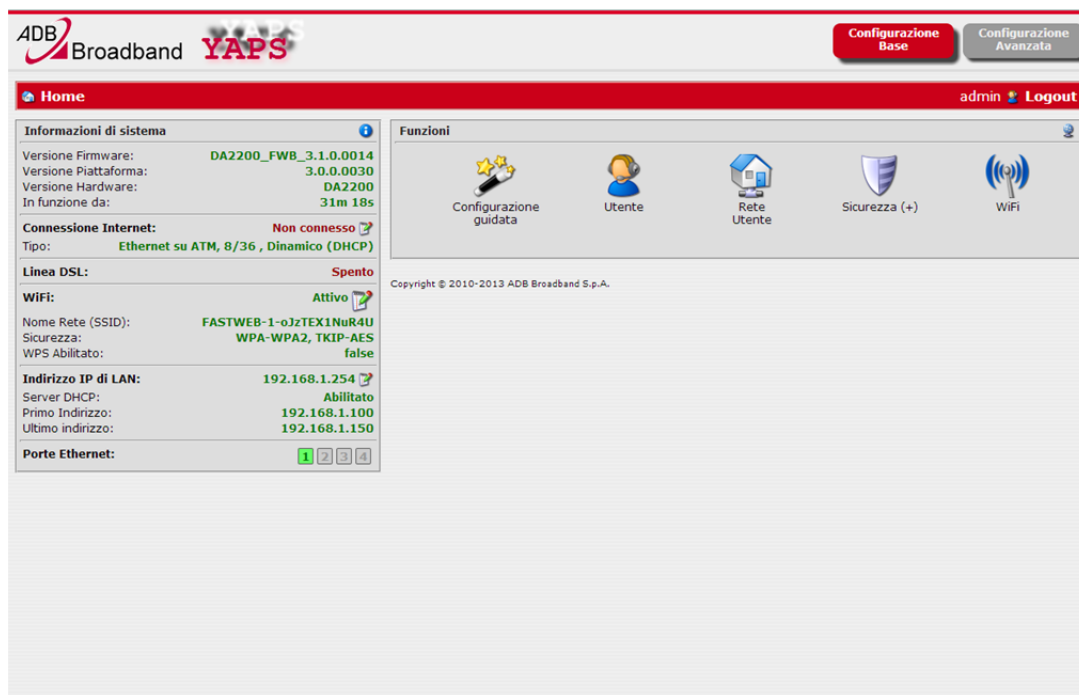 ADB
Broadband
YAPS
YAPS
Configurazione
Base
Configurazione
Avanzata
Home
admin Logout
Informazioni di sistema
Versione Firmware: DA2200_FWB_3.1.0.0014
Versione Piattaforma: 3.0.0.0030
Versione Hardware: DA2200
In funzione da: 31m 18s
Connessione Internet: Non connesso
Tipo: Ethernet su ATM, 8/36 , Dinamico (DHCP)
Linea DSL: Spento
WiFi: Attivo
Nome Rete (SSID): FASTWEB-1-oJzTEX1NuR4U
Sicurezza: WPA-WPA2, TKIP-AES
WPS Abilitato: false
Indirizzo IP di LAN: 192.168.1.254
Server DHCP: Abilitato
Primo Indirizzo: 192.168.1.100
Ultimo indirizzo: 192.168.1.150
Porte Ethernet: 1 2 3 4
Funzioni
Configurazione
guidata
Utente
Rete
Utente
Sicurezza (+)
WiFi
Copyright © 2010-2013 ADB Broadband S.p.A.